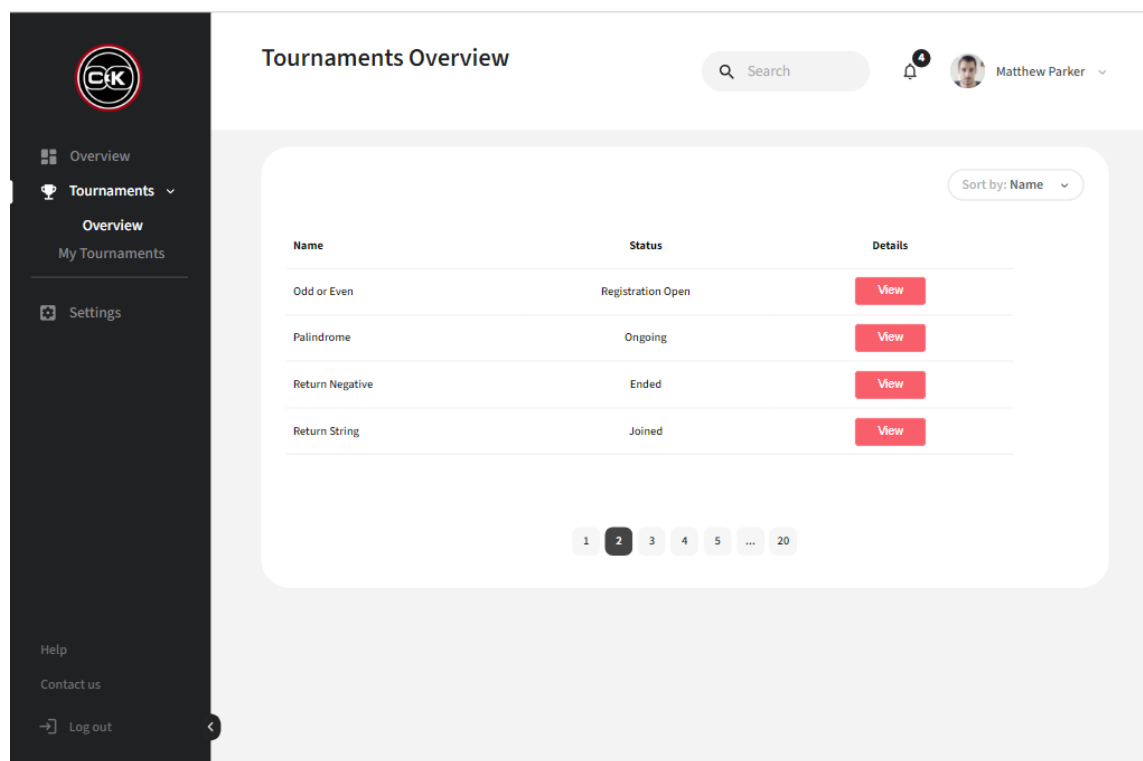 C&K
Tournaments Overview
Search
4
Matthew Parker
Overview
Tournaments
Overview
My Tournaments
Settings
Help
Contact us
Log out
Sort by: Name
Name Status Details
Odd or Even Registration Open View
Palindrome Ongoing View
Return Negative Ended View
Return String Joined View
1 2 3 4 5 ... 20